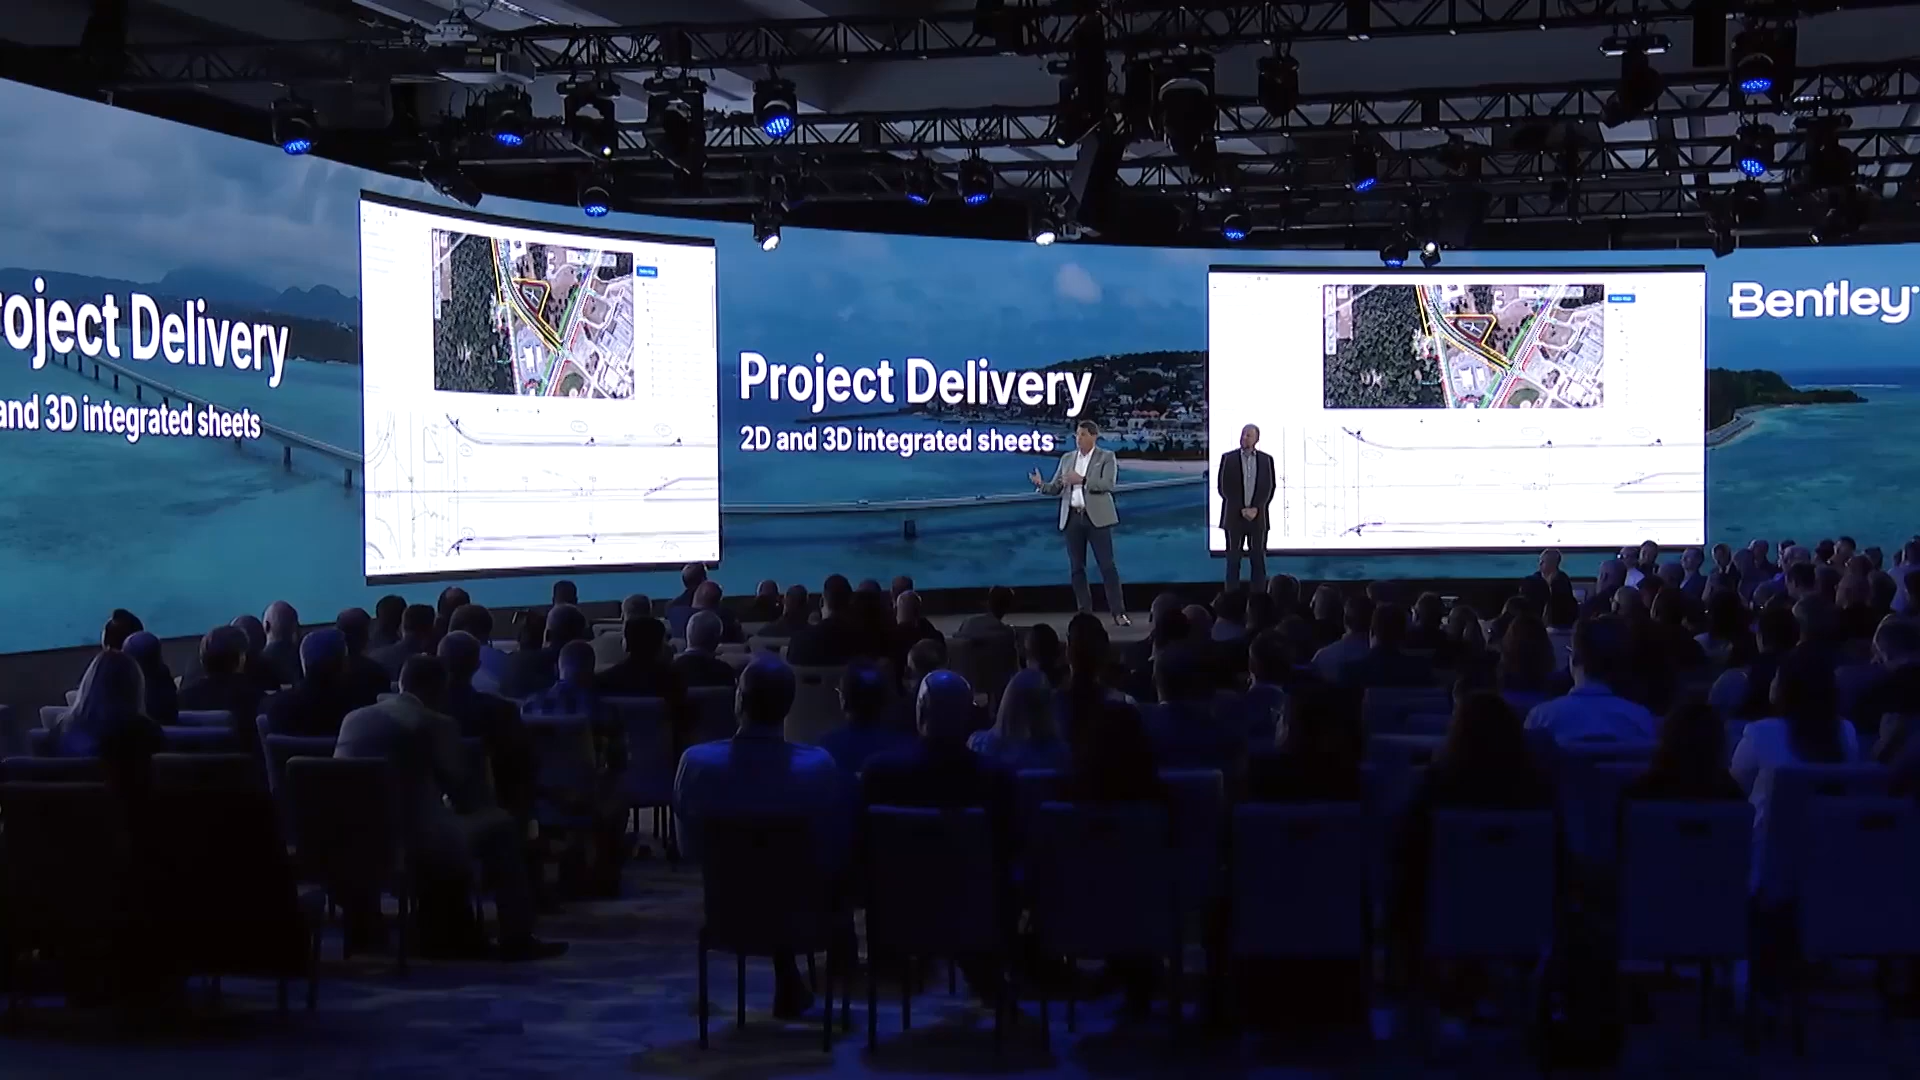 oject Delivery
and 3D integrated sheets
Project Delivery
2D and 3D integrated sheets
Bentley